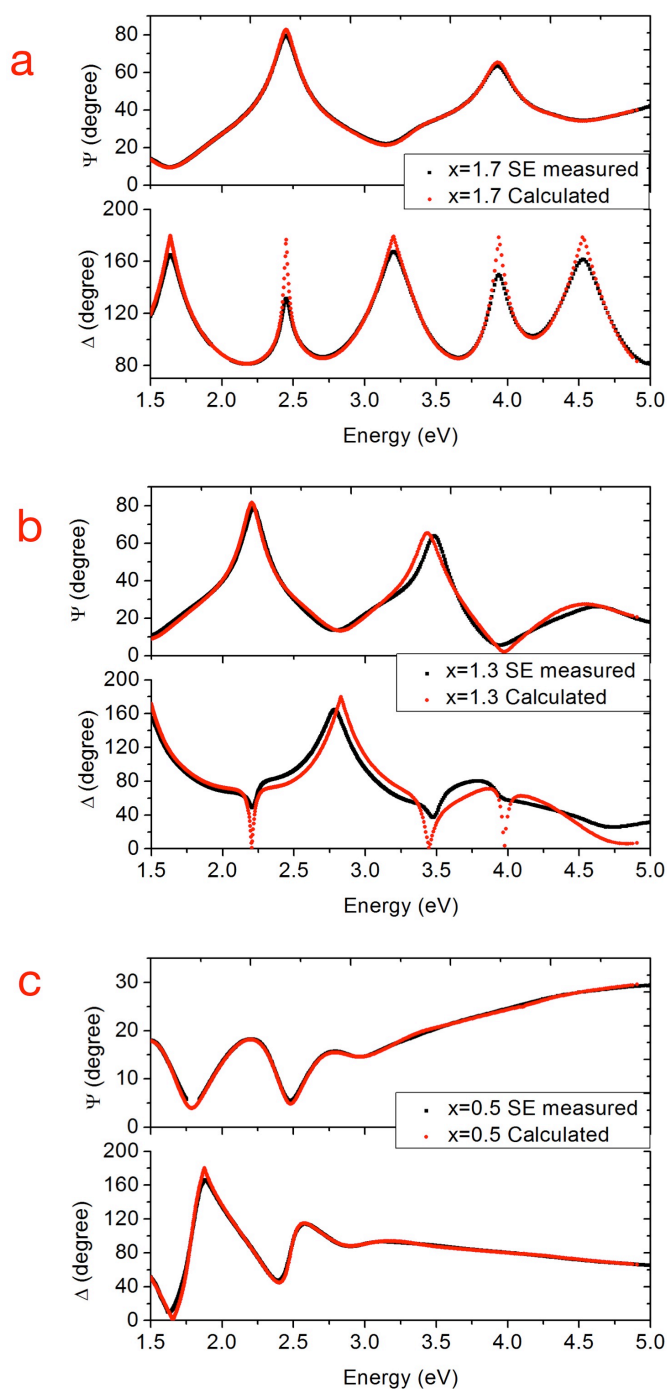 a
80
60
40
20
0
Ψ (degree)
x=1.7 SE measured
x=1.7 Calculated
200
160
120
80
Δ (degree)
1.5 2.0 2.5 3.0 3.5 4.0 4.5 5.0
Energy (eV)
b
80
60
40
20
0
Ψ (degree)
x=1.3 SE measured
x=1.3 Calculated
200
160
120
80
40
0
Δ (degree)
1.5 2.0 2.5 3.0 3.5 4.0 4.5 5.0
Energy (eV)
c
30
20
10
0
Ψ (degree)
x=0.5 SE measured
x=0.5 Calculated
200
160
120
80
40
0
Δ (degree)
1.5 2.0 2.5 3.0 3.5 4.0 4.5 5.0
Energy (eV)